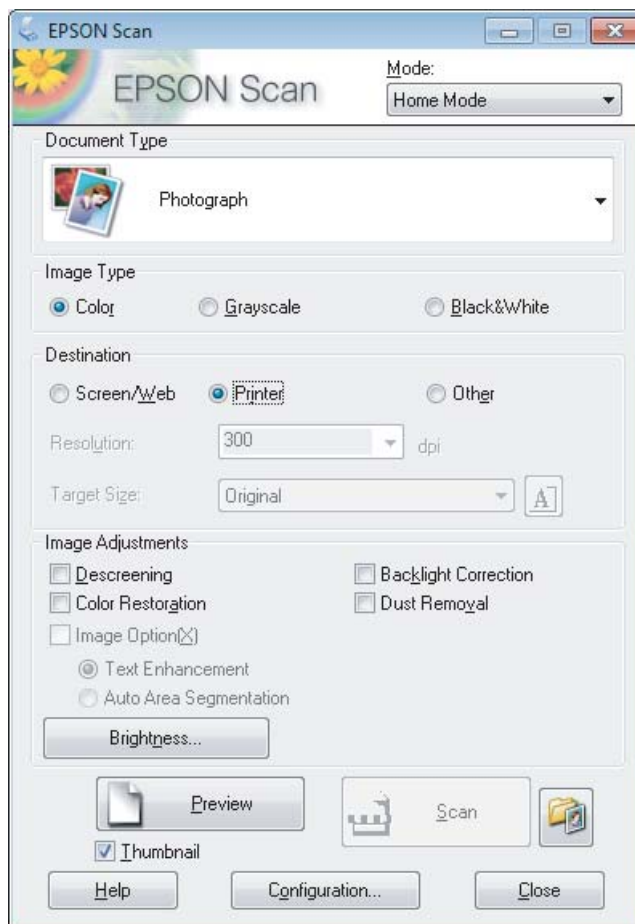 EPSON Scan
EPSON Scan
Mode:
Home Mode
Document Type
Photograph
Image Type
Color
Grayscale
Black&White
Destination
Screen/Web
Printer
Other
Resolution:
300
dpi
Target Size:
Original
A
Image Adjustments
Descreening
Backlight Correction
Color Restoration
Dust Removal
Image Option(X)
Text Enhancement
Auto Area Segmentation
Brightness...
Preview
Scan
Thumbnail
Help
Configuration...
Close